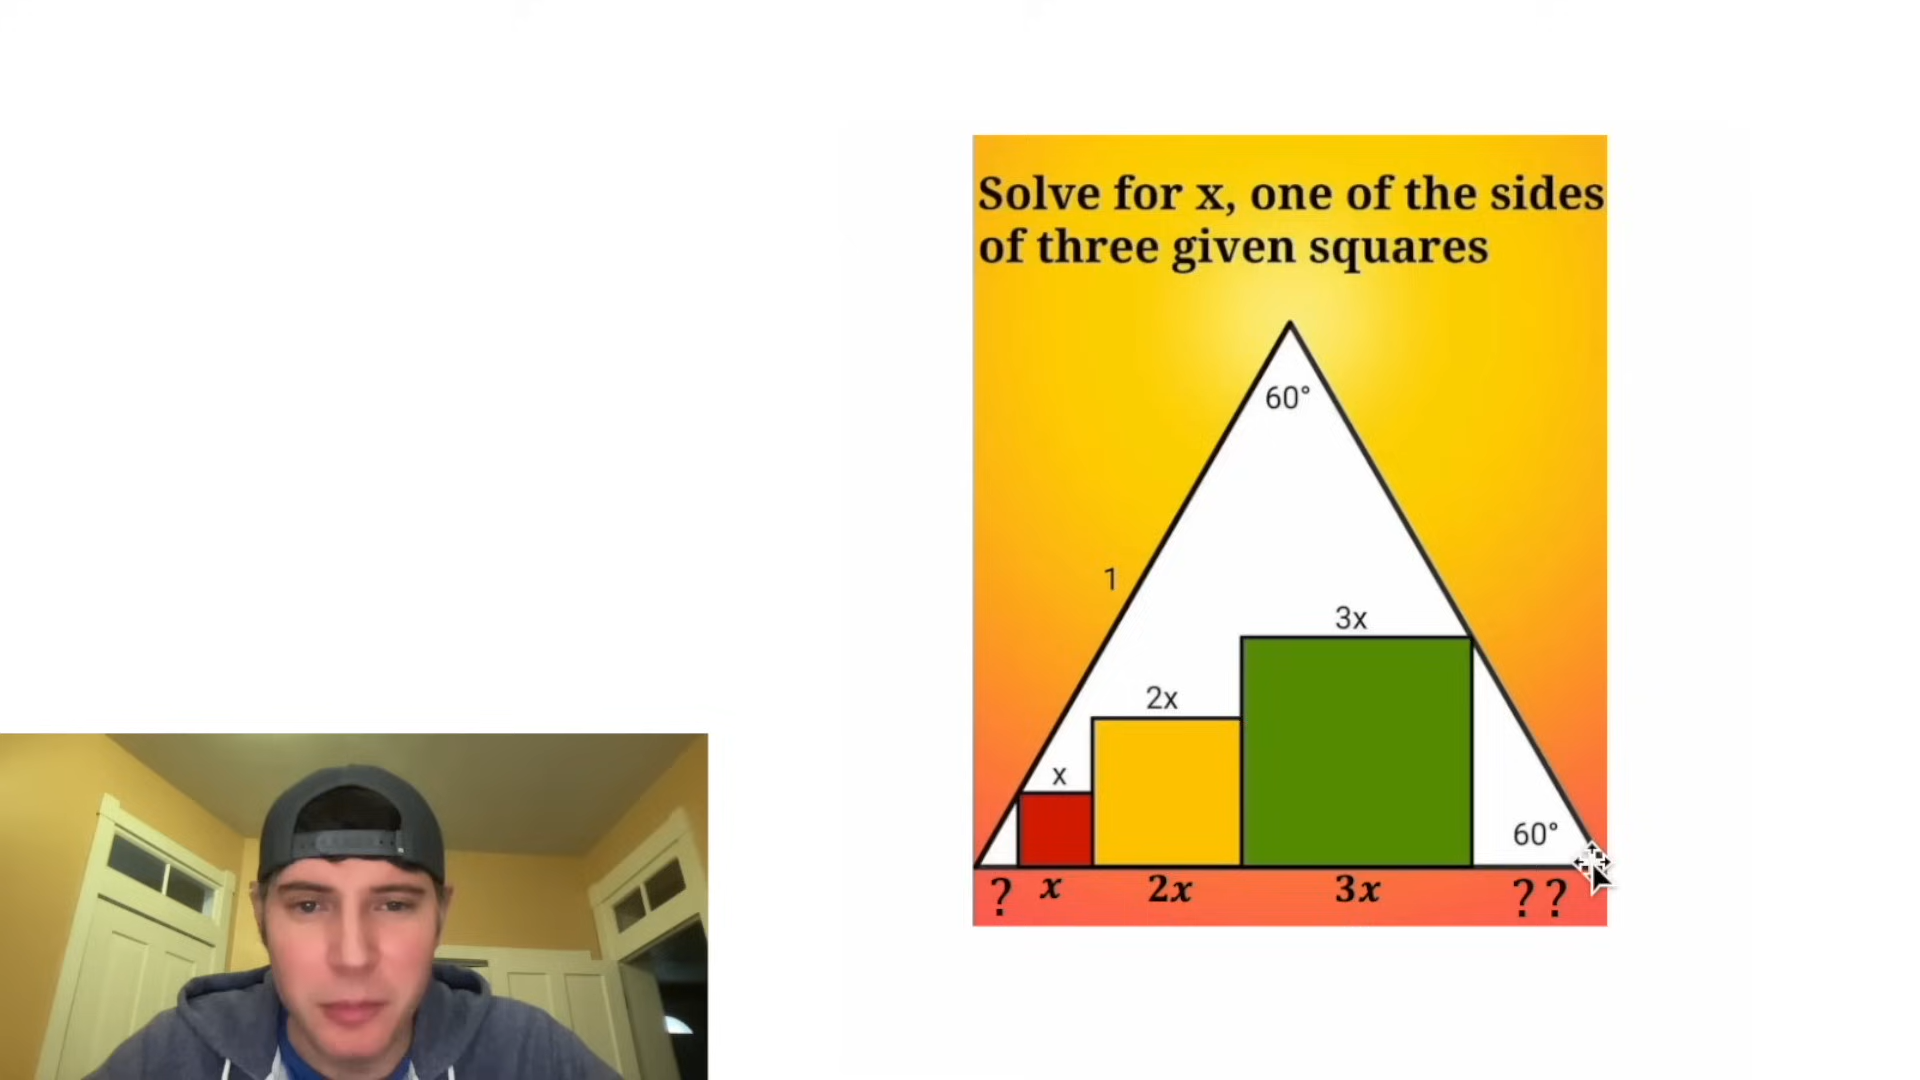 Solve for x, one of the sides
of three given squares
60°
1
3x
2x
x
60°
? x 2x 3x ??